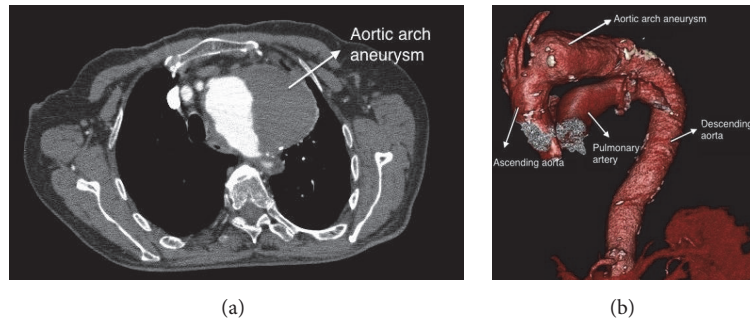 Aortic arch
aneurysm
Aortic arch aneurysm
Descending
aorta
Pulmonary
artery
Ascending aorta
(a)
(b)